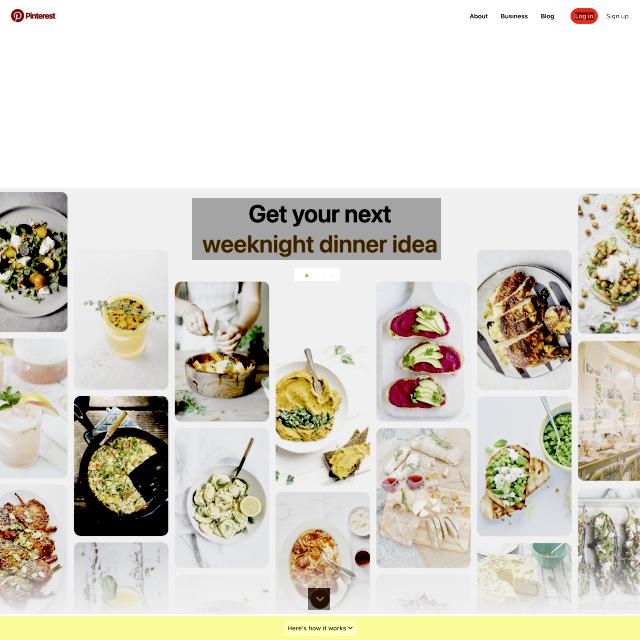 Pinterest
About
Business
Blog
Log in
Sign up
Get your next
weeknight dinner idea
Here's how it works